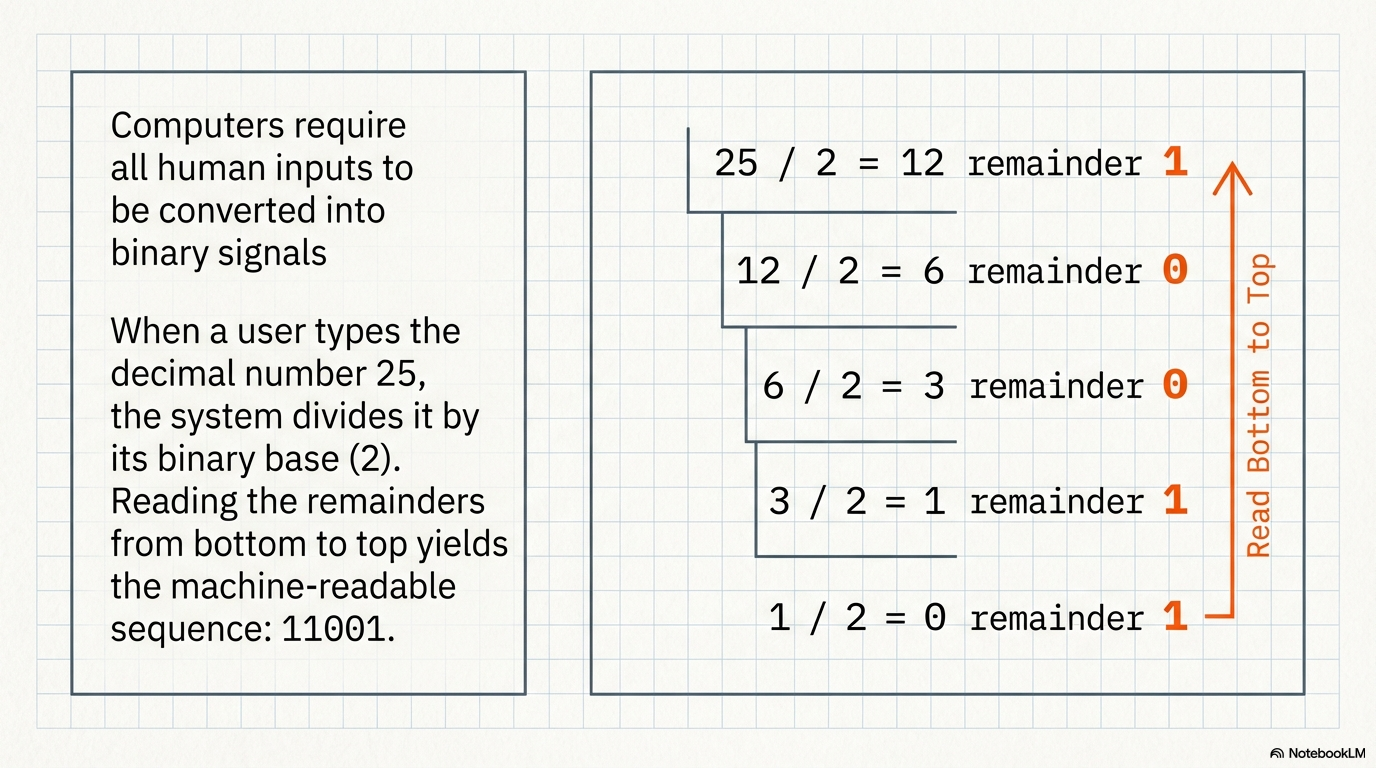 Computers require
all human inputs to
be converted into
binary signals
When a user types the
decimal number 25,
the system divides it by
its binary base (2).
Reading the remainders
from bottom to top yields
the machine-readable
sequence: 11001.
25 / 2 = 12 remainder 1
12 / 2 = 6 remainder 0
6 / 2 = 3 remainder 0
3 / 2 = 1 remainder 1
1 / 2 = 0 remainder 1
Read Bottom to Top
NotebookLM